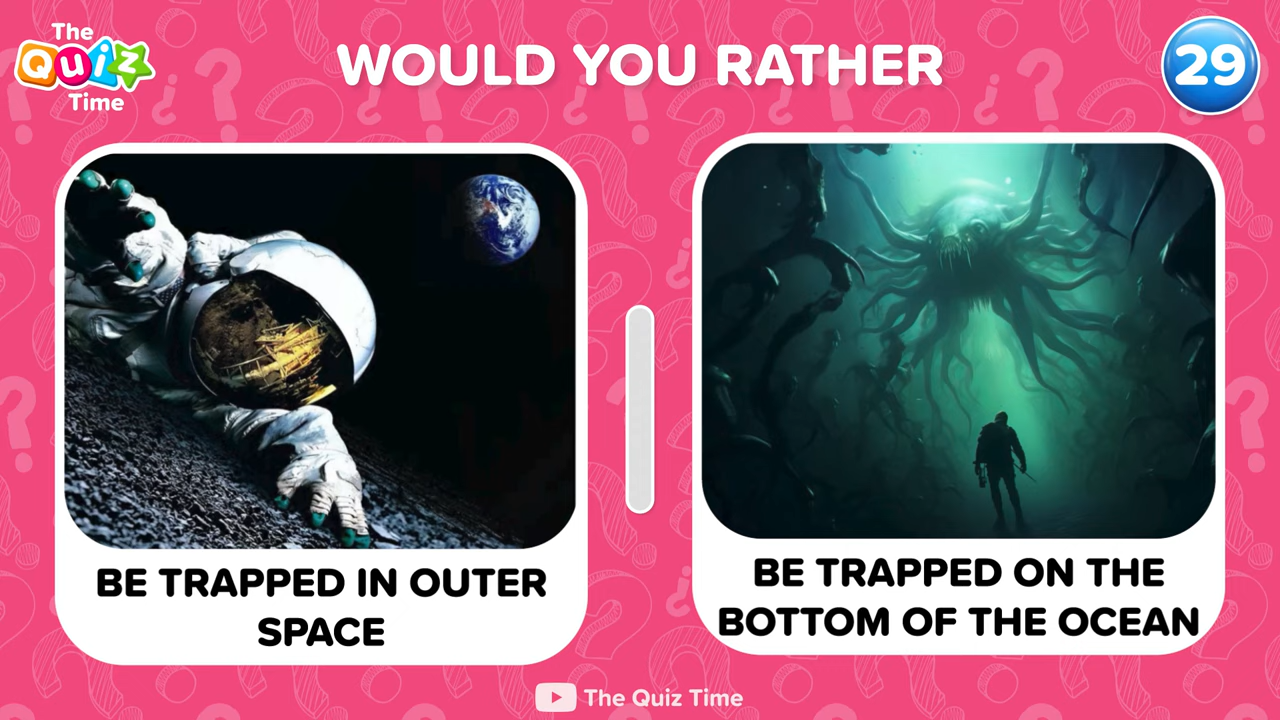 The
Quiz
Time
WOULD YOU RATHER
29
BE TRAPPED IN OUTER
SPACE
BE TRAPPED ON THE
BOTTOM OF THE OCEAN
The Quiz Time